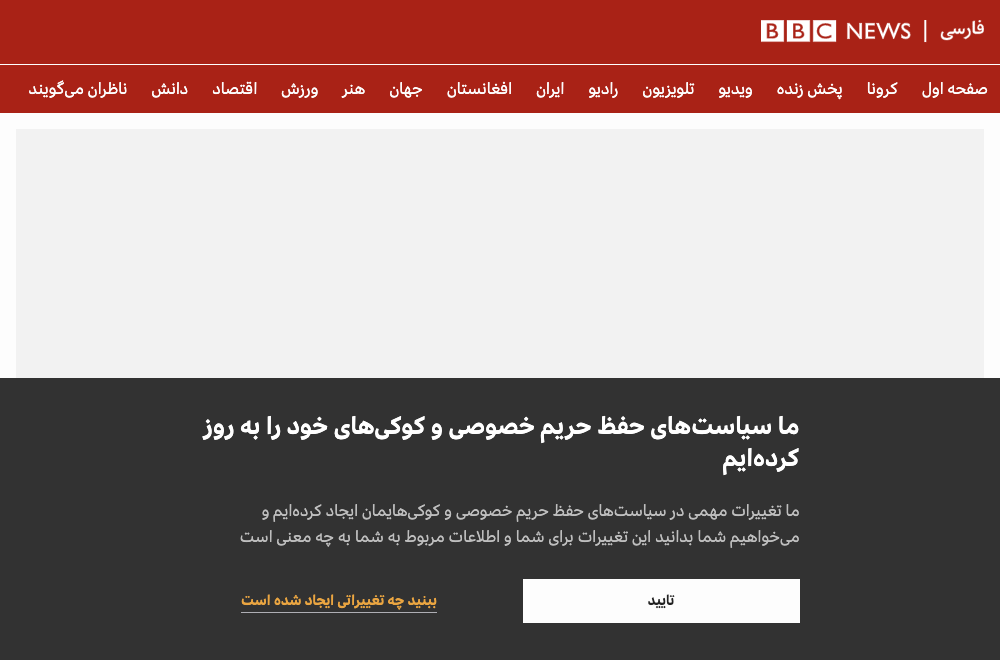 BBC NEWS | فارسی
صفحه اول کرونا پخش زنده ویدیو تلویزیون رادیو ایران افغانستان جهان هنر ورزش اقتصاد دانش ناظران می‌گویند
ما سیاست‌های حفظ حریم خصوصی و کوکی‌های خود را به روز
کرده‌ایم
ما تغییرات مهمی در سیاست‌های حفظ حریم خصوصی و کوکی‌هایمان ایجاد کرده‌ایم و
می‌خواهیم شما بدانید این تغییرات برای شما و اطلاعات مربوط به شما به چه معنی است
تایید
ببنید چه تغییراتی ایجاد شده است